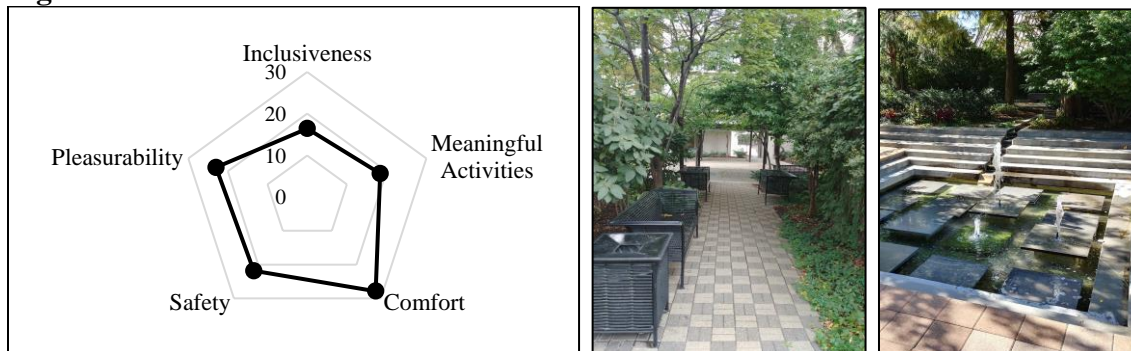 Inclusiveness
30
20
10
0
Meaningful
Activities
Pleasurability
Safety
Comfort